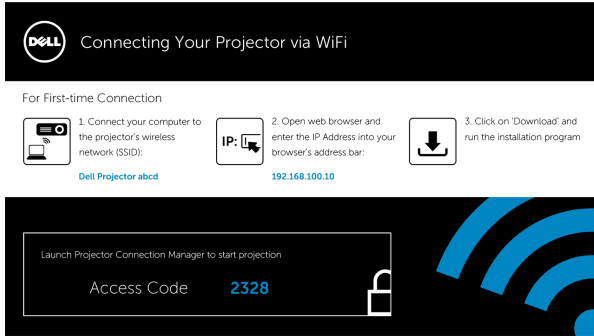 DELL
Connecting Your Projector via WiFi
For First-time Connection
1. Connect your computer to
the projector's wireless
network (SSID):
Dell Projector abcd
IP:
2. Open web browser and
enter the IP Address into your
browser's address bar:
192.168.100.10
3. Click on 'Download' and
run the installation program
Launch Projector Connection Manager to start projection
Access Code 2328